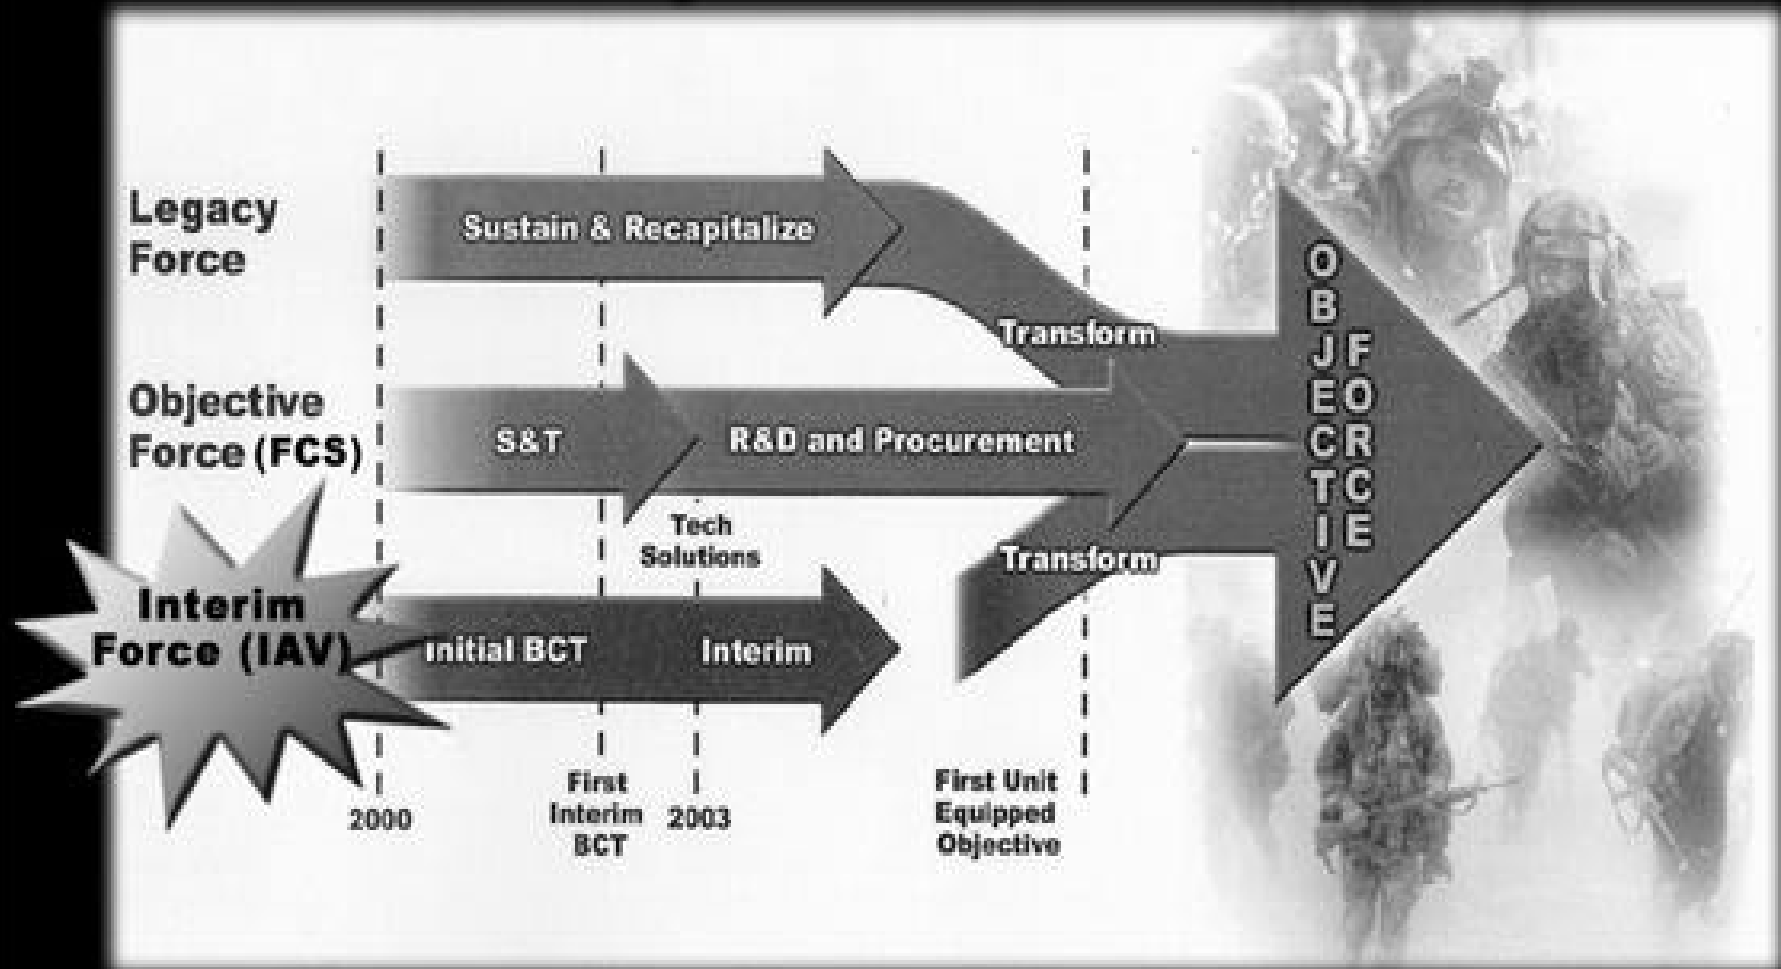 Legacy
Force
Sustain & Recapitalize
Transform
Objective
Force (FCS)
S&T
R&D and Procurement
Tech
Solutions
Transform
Interim
Force (IAV)
Initial BCT
Interim
OBJECTIVE
FORCE
2000
First
Interim
BCT
2003
First Unit
Equipped
Objective